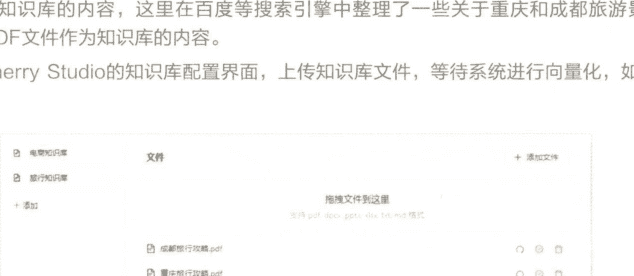 知识库的内容，这里在百度等搜索引擎中整理了一些关于重庆和成都旅游
DF文件作为知识库的内容。
herry Studio的知识库配置界面，上传知识库文件，等待系统进行向量化，如
电商知识库
旅行知识库
+ 添加
文件
+ 添加文件
拖拽文件到这里
支持 pdf, docx, pptx, xlsx, txt, md 格式
成都旅行攻略.pdf
重庆旅行攻略.pdf